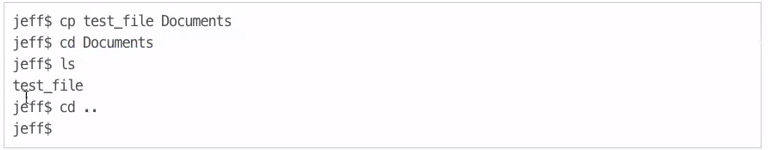 jeff$ cp test_file Documents
jeff$ cd Documents
jeff$ ls
test_file
jeff$ cd ..
jeff$